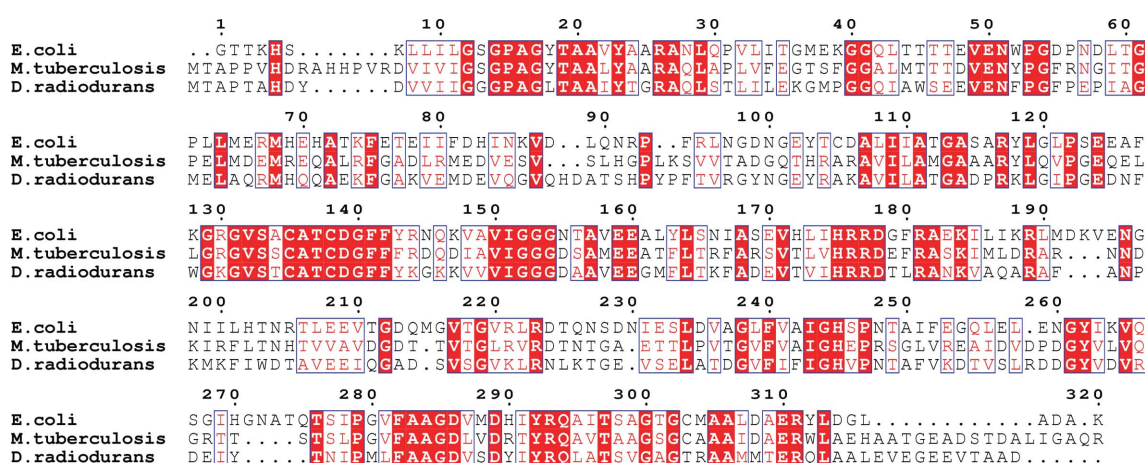 1 10 20 30 40 50 60
E.coli ..GTTKHS.......KLLILGSGPAGYTAAVYAARANLQPVLITGMEKGGQLTTTTEVENWPGDPNDLTG
M.tuberculosis MTAPPVHDRAHHPVRDVIVIGSGPAGYTAALYAARAQLAPLVFEGTSFGGALMTTTDVENYPGFRNGITG
D.radiodurans MTAPTAHDY.......DVVIIGGGPAGLTAAIYTGRAQLSTLILEKGMPGGQIAWSEEVENFPGFPEPIAG
70 80 90 100 110 120
E.coli PLLMERMHEHATKFETEIIFDHINKVD..LQNRP..FRLNGDNGEYTCDALIIATGASARYLGLPSEEAF
M.tuberculosis PELMDEMREQALRFGADLRMEDVESV...SLHGPLKSVVTADGQTHRARAVILAMGAAARYLQVPGEQEL
D.radiodurans MELAQRMHQQAEKFGAKVEMDEVQGVQHDATSHPYPFTVRGYNGEYRAKAVILATGADPRKLGIPGEDNF
130 140 150 160 170 180 190
E.coli KGRGVSACATCDGFFYRNQKVAVIGGGNTAVEEALYLSNIASEVHLIHRRDGFRAEKILIKRLMDKVENG
M.tuberculosis LGRGVSSCATCDGFFFRDQDIAVIGGGDSAMEEATFLTRFARSVTLVHRRDEFRASKIMLDRAR...NND
D.radiodurans WGKGVSTCATCDGFFYKGKKVVVIGGGDAAVEEGMFLTKFADEVTVIHRRDTLRANKVAQARAF...ANP
200 210 220 230 240 250 260
E.coli NIILHTNRTLEEVTGDQMGVTGVRLRDTQNSDNIESLDVAGLFVAIGHSPNTAIFEGQLEL.ENGYIKVQ
M.tuberculosis KIRFLTNHTVVAVDGDT.TVTGLRVRDTNTGA.ETTLPVTGVFVAIGHEPRSGLVREAIDVDPDGYVLVQ
D.radiodurans KMKFIWDTAVEEIQGAD.SVSGVKLRNLKTGE.VSELATDGVFIFIGHVPNTAFVKDTVSLRDDGYVDVR
270 280 290 300 310 320
E.coli SGIHGNATQTSIPGVFAAGDVMDHIYRQAITSAGTGCMAALDAERYLDGL............ADA.K
M.tuberculosis GRTT....STSLPGVFAAGDLVDRTYRQAVTAAGSGCAAAIDAERWLAEHAATGEADSTDALIGAQR
D.radiodurans DEIY....TNIPMLFAAGDVSDYIYRQLATSVGAGTRAAMMTERQLAALEVEGEEVTAAD......